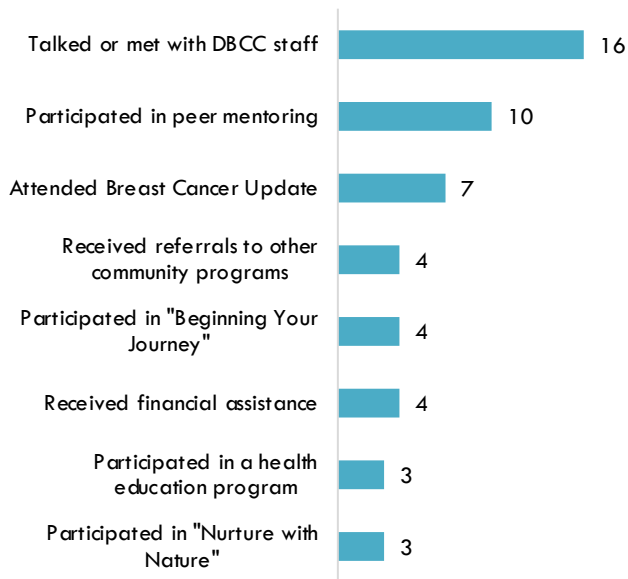 Talked or met with DBCC staff
16
Participated in peer mentoring
10
Attended Breast Cancer Update
7
Received referrals to other
community programs
4
Participated in "Beginning Your
Journey"
4
Received financial assistance
4
Participated in a health
education program
3
Participated in "Nurture with
Nature"
3